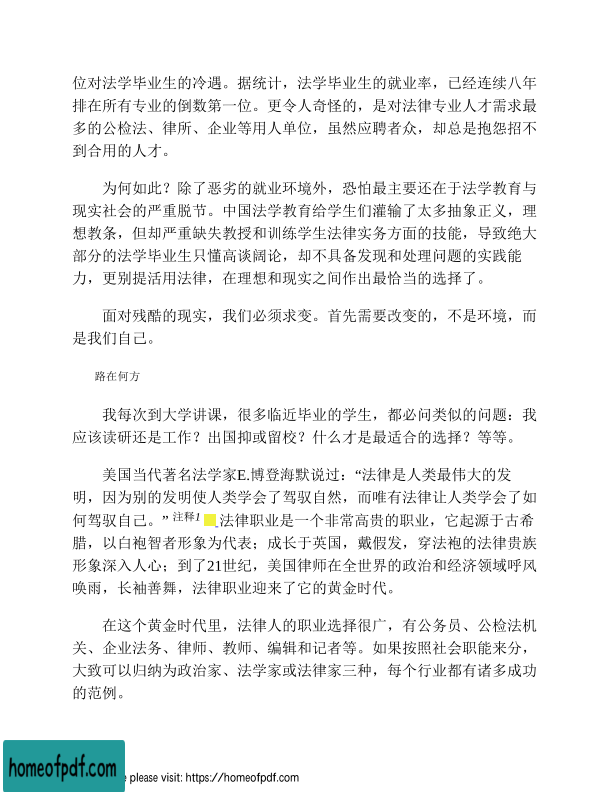 位对法学毕业生的冷遇。据统计，法学毕业生的就业率，已经连续八年
排在所有专业的倒数第一位。更令人奇怪的，是对法律专业人才需求最
多的公检法、律所、企业等用人单位，虽然应聘者众，却总是抱怨招不
到合用的人才。
为何如此？除了恶劣的就业环境外，恐怕最主要还在于法学教育与
现实社会的严重脱节。中国法学教育给学生们灌输了太多抽象正义，理
想教条，但却严重缺失教授和训练学生法律实务方面的技能，导致绝大
部分的法学毕业生只懂高谈阔论，却不具备发现和处理问题的实践能
力，更别提活用法律，在理想和现实之间作出最恰当的选择了。
面对残酷的现实，我们必须求变。首先需要改变的，不是环境，而
是我们自己。
路在何方
我每次到大学讲课，很多临近毕业的学生，都必问类似的问题：我
应该读研还是工作？出国抑或留校？什么才是最适合的选择？等等。
美国当代著名法学家E.博登海默说过：“法律是人类最伟大的发
明，因为别的发明使人类学会了驾驭自然，而唯有法律让人类学会了如
何驾驭自己。” 注释1 法律职业是一个非常高贵的职业，它起源于古希
腊，以白袍智者形象为代表；成长于英国，戴假发，穿法袍的法律贵族
形象深入人心；到了21世纪，美国律师在全世界的政治和经济领域呼风
唤雨，长袖善舞，法律职业迎来了它的黄金时代。
在这个黄金时代里，法律人的职业选择很广，有公务员、公检法机
关、企业法务、律师、教师、编辑和记者等。如果按照社会职能来分，
大致可以归纳为政治家、法学家或法律家三种，每个行业都有诸多成功
的范例。
homeofpdf.com
e please visit: https://homeofpdf.com